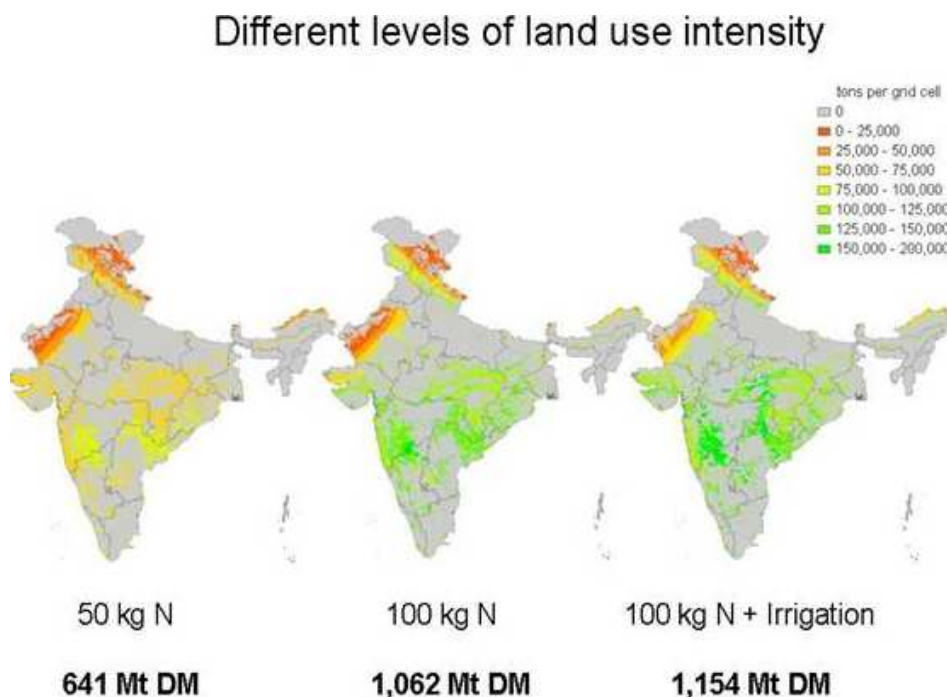 Different levels of land use intensity
tons per grid cell
0
0 - 25,000
25,000 - 50,000
50,000 - 75,000
75,000 - 100,000
100,000 - 125,000
125,000 - 150,000
150,000 - 200,000
50 kg N
100 kg N
100 kg N + Irrigation
641 Mt DM
1,062 Mt DM
1,154 Mt DM